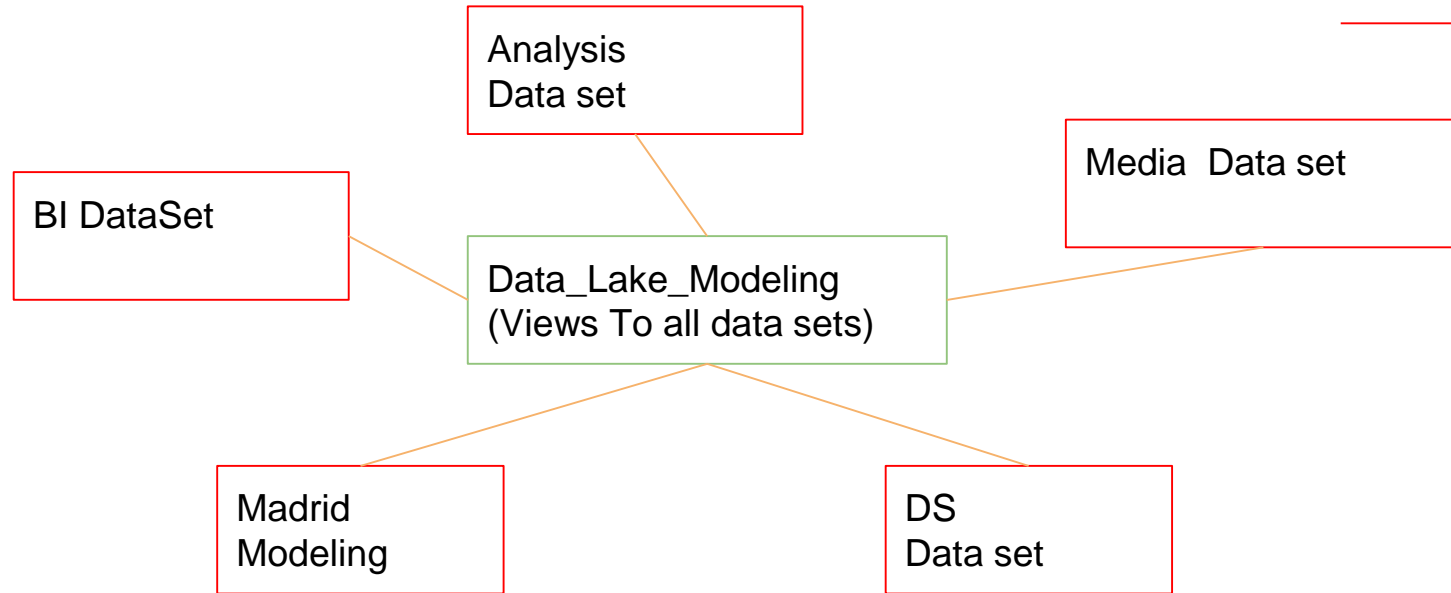 Analysis
Data set
Media  Data set
BI DataSet
Data_Lake_Modeling
(Views To all data sets)
Madrid
Modeling
DS
Data set